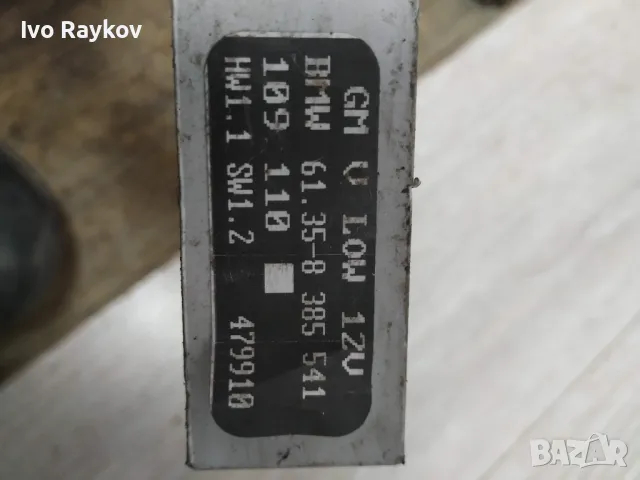 Ivo Raykov
GM V LOW 12V
BMW 61.35-8 385 541
109 110
HW1.1 SW1.2 479910
BAZAR